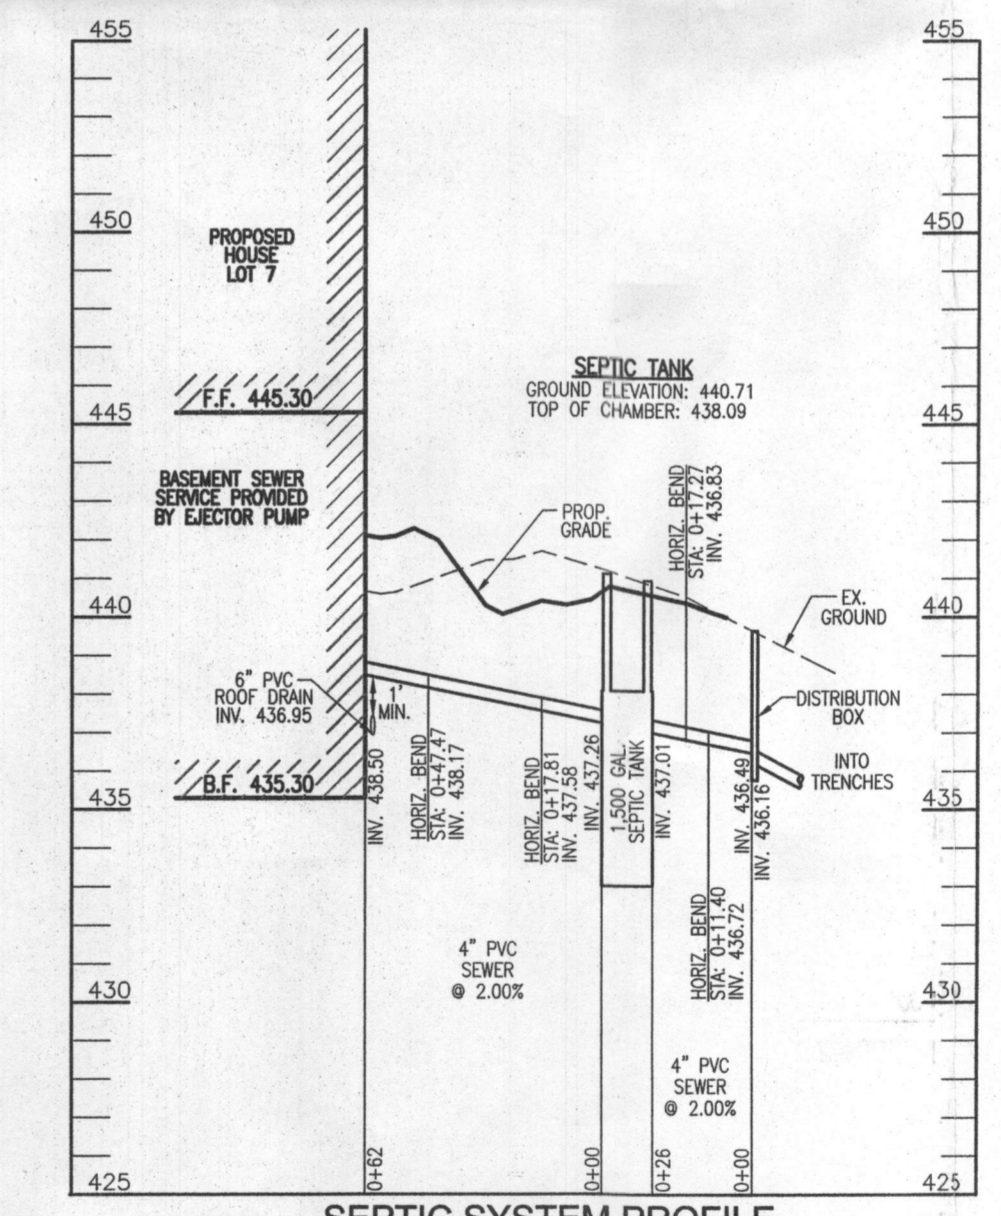 455
455
450
450
PROPOSED
HOUSE
LOT 7
SEPTIC TANK
GROUND ELEVATION: 440.71
TOP OF CHAMBER: 438.09
F.F. 445.30
445
445
BASEMENT SEWER
SERVICE PROVIDED
BY EJECTOR PUMP
PROP.
GRADE
HORIZ. BEND
STA: 0+17.27
INV. 436.83
440
440
EX.
GROUND
6" PVC
ROOF DRAIN
INV. 436.95
1'
MIN.
DISTRIBUTION
BOX
INTO
TRENCHES
B.F. 435.30
INV. 438.50
HORIZ. BEND
STA: 0+47.47
INV. 438.17
HORIZ. BEND
STA: 0+17.81
INV. 437.58
INV. 437.26
1,500 GAL.
SEPTIC TANK
INV. 437.01
INV. 436.49
INV. 436.16
435
435
HORIZ. BEND
STA: 0+11.40
INV. 436.72
4" PVC
SEWER
@ 2.00%
430
430
4" PVC
SEWER
@ 2.00%
0+62
0+00
0+26
0+00
425
425
SEPTIC SYSTEM PROFILE